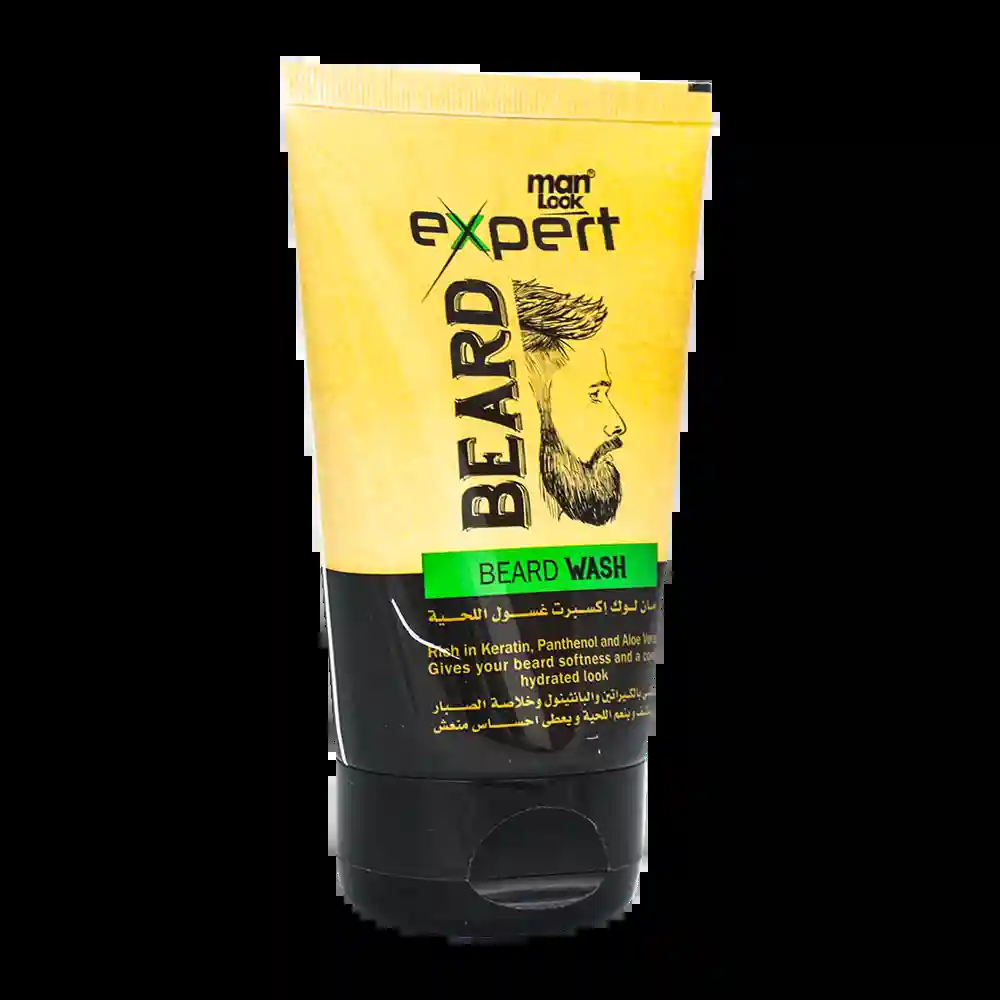 man®
Look
expert
BEARD
BEARD WASH
مان لوك إكسبرت غسول اللحية
Rich in Keratin, Panthenol and Aloe Vera
Gives your beard softness and a
hydrated look
بالكيراتين والبانثينول وخلاصة الصبار
وينعم اللحية ويعطى احساس منعش